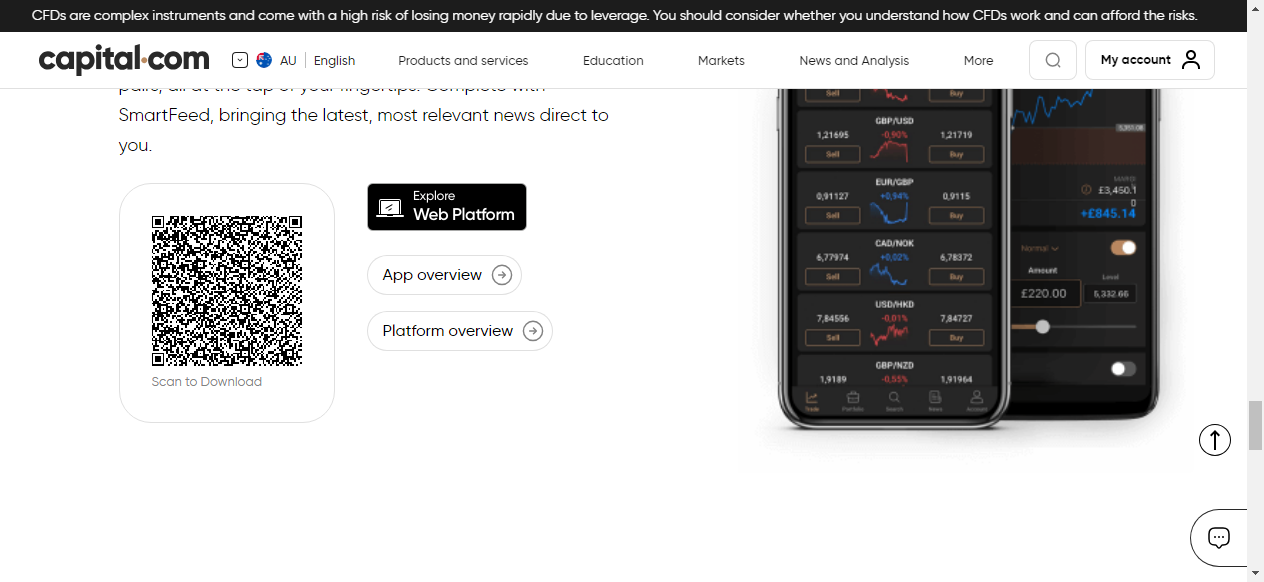 CFDs are complex instruments and come with a high risk of losing money rapidly due to leverage. You should consider whether you understand how CFDs work and can afford the risks.
capital.com
AU
English
Products and services
Education
Markets
News and Analysis
More
My account
SmartFeed, bringing the latest, most relevant news direct to
you.
Explore
Web Platform
App overview
Platform overview
Scan to Download
Sell
Buy
GBP/USD
1,21695
-0,90%
1,21719
Sell
Buy
EUR/GBP
0,91127
+0,94%
0,9115
Sell
Buy
CAD/NOK
6,77974
+0,02%
6,78372
Sell
Buy
USD/HKD
7,84556
-0,01%
7,84727
Sell
Buy
GBP/NZD
1,9189
-0,55%
1,91964
Trade
Portfolio
Search
News
Account
£3,450.1
0
+£845.14
Normal
Amount
Level
£220.00
5,332.66